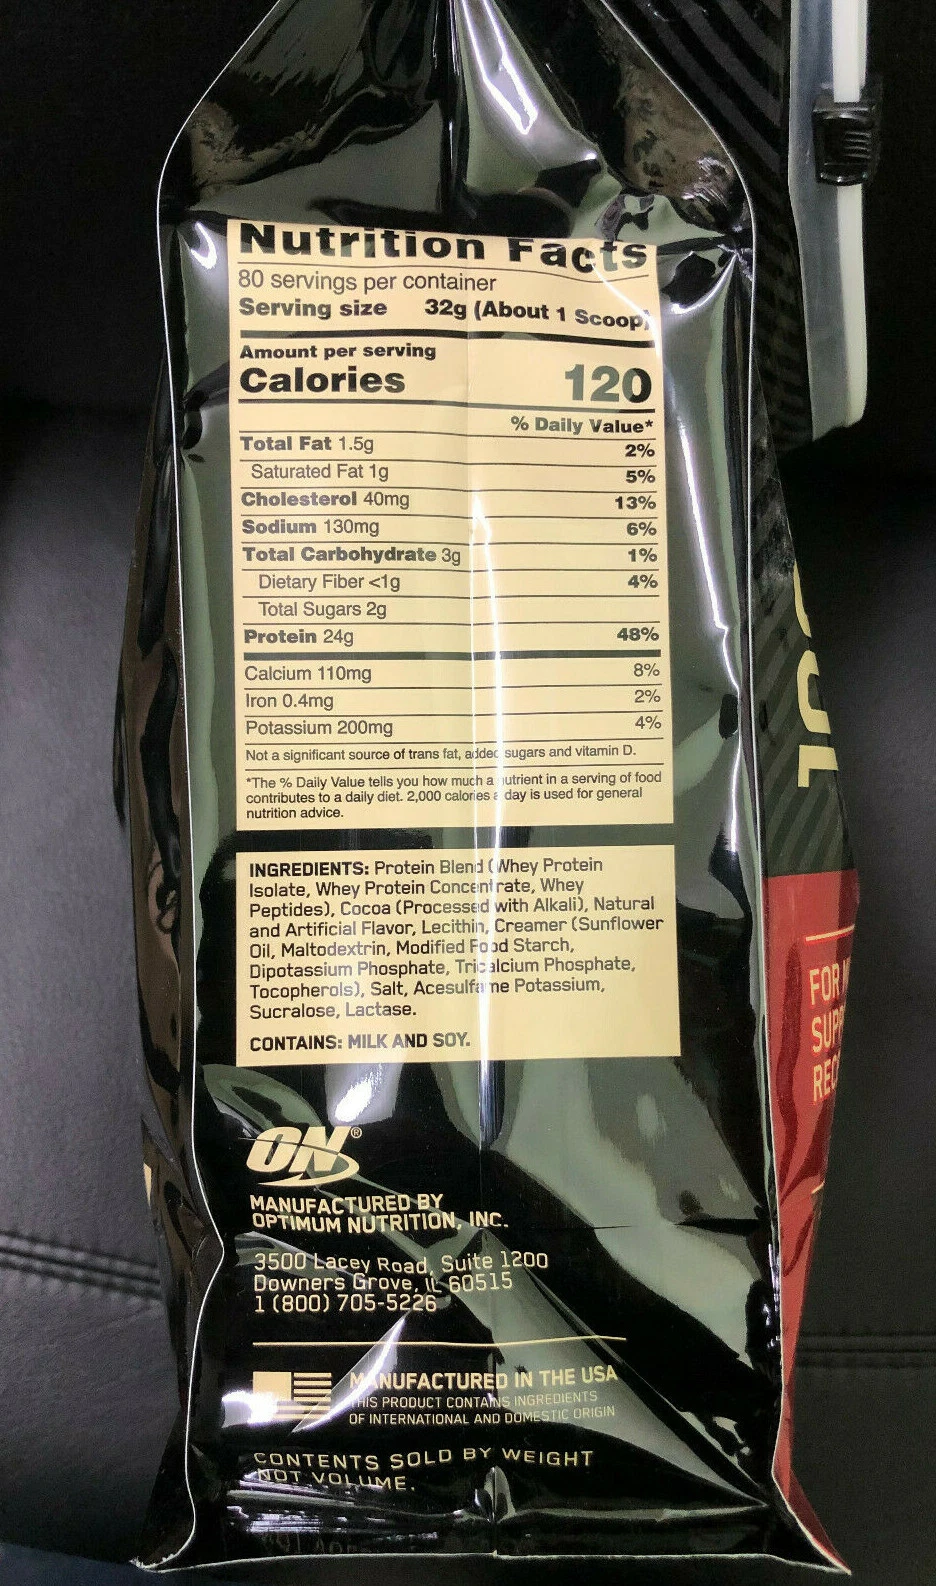 Nutrition Facts
80 servings per container
Serving size 32g (About 1 Scoop)
Amount per serving
Calories 120
% Daily Value*
Total Fat 1.5g 2%
Saturated Fat 1g 5%
Cholesterol 40mg 13%
Sodium 130mg 6%
Total Carbohydrate 3g 1%
Dietary Fiber <1g 4%
Total Sugars 2g
Protein 24g 48%
Calcium 110mg 8%
Iron 0.4mg 2%
Potassium 200mg 4%
Not a significant source of trans fat, added sugars and vitamin D.
*The % Daily Value tells you how much a nutrient in a serving of food
contributes to a daily diet. 2,000 calories a day is used for general
nutrition advice.
INGREDIENTS: Protein Blend (Whey Protein
Isolate, Whey Protein Concentrate, Whey
Peptides), Cocoa (Processed with Alkali), Natural
and Artificial Flavor, Lecithin, Creamer (Sunflower
Oil, Maltodextrin, Modified Food Starch,
Dipotassium Phosphate, Tricalcium Phosphate,
Tocopherols), Salt, Acesulfame Potassium,
Sucralose, Lactase.
CONTAINS: MILK AND SOY.
ON®
MANUFACTURED BY
OPTIMUM NUTRITION, INC.
3500 Lacey Road, Suite 1200
Downers Grove, IL 60515
1 (800) 705-5226
MANUFACTURED IN THE USA
THIS PRODUCT CONTAINS INGREDIENTS
OF INTERNATIONAL AND DOMESTIC ORIGIN
CONTENTS SOLD BY WEIGHT
NOT VOLUME.
FOR